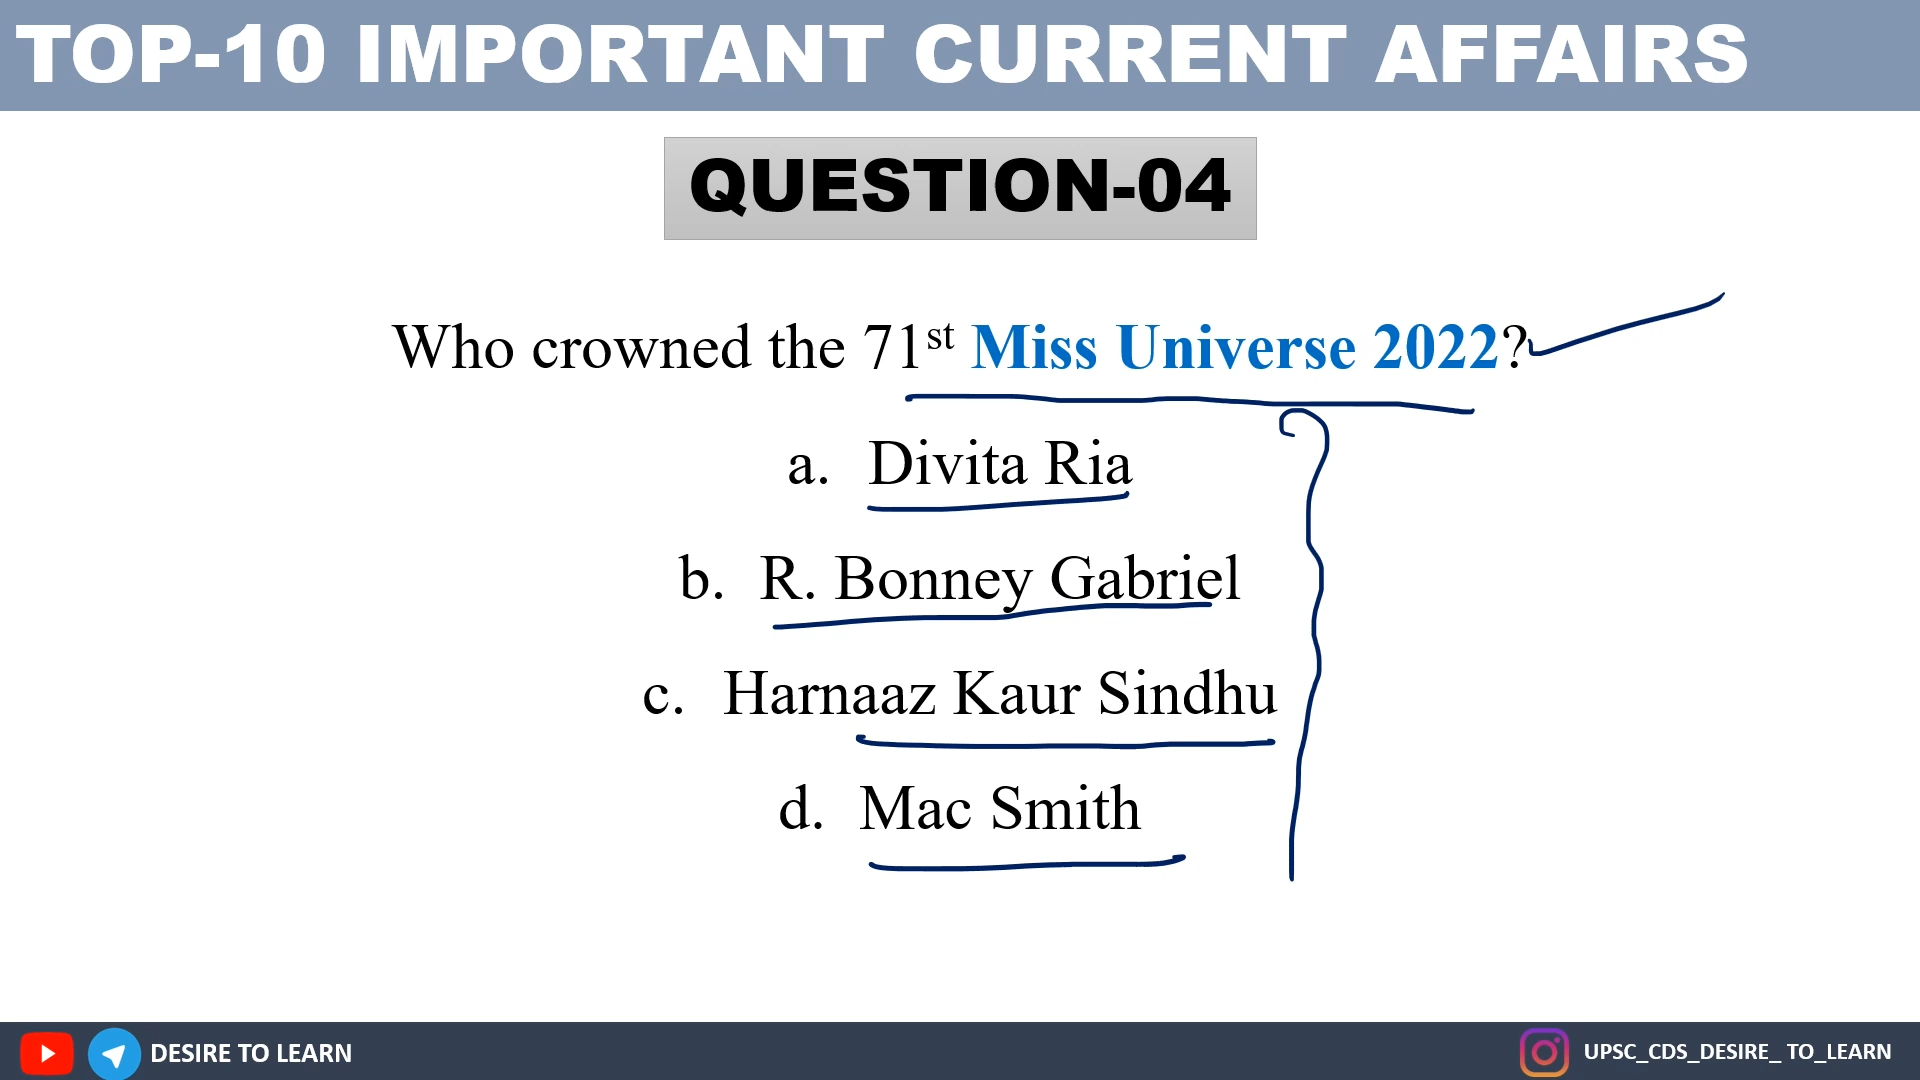 TOP-10 IMPORTANT CURRENT AFFAIRS
QUESTION-04
Who crowned the 71st Miss Universe 2022?
a. Divita Ria
b. R. Bonney Gabriel
c. Harnaaz Kaur Sindhu
d. Mac Smith
DESIRE TO LEARN
UPSC_CDS_DESIRE_ TO_LEARN